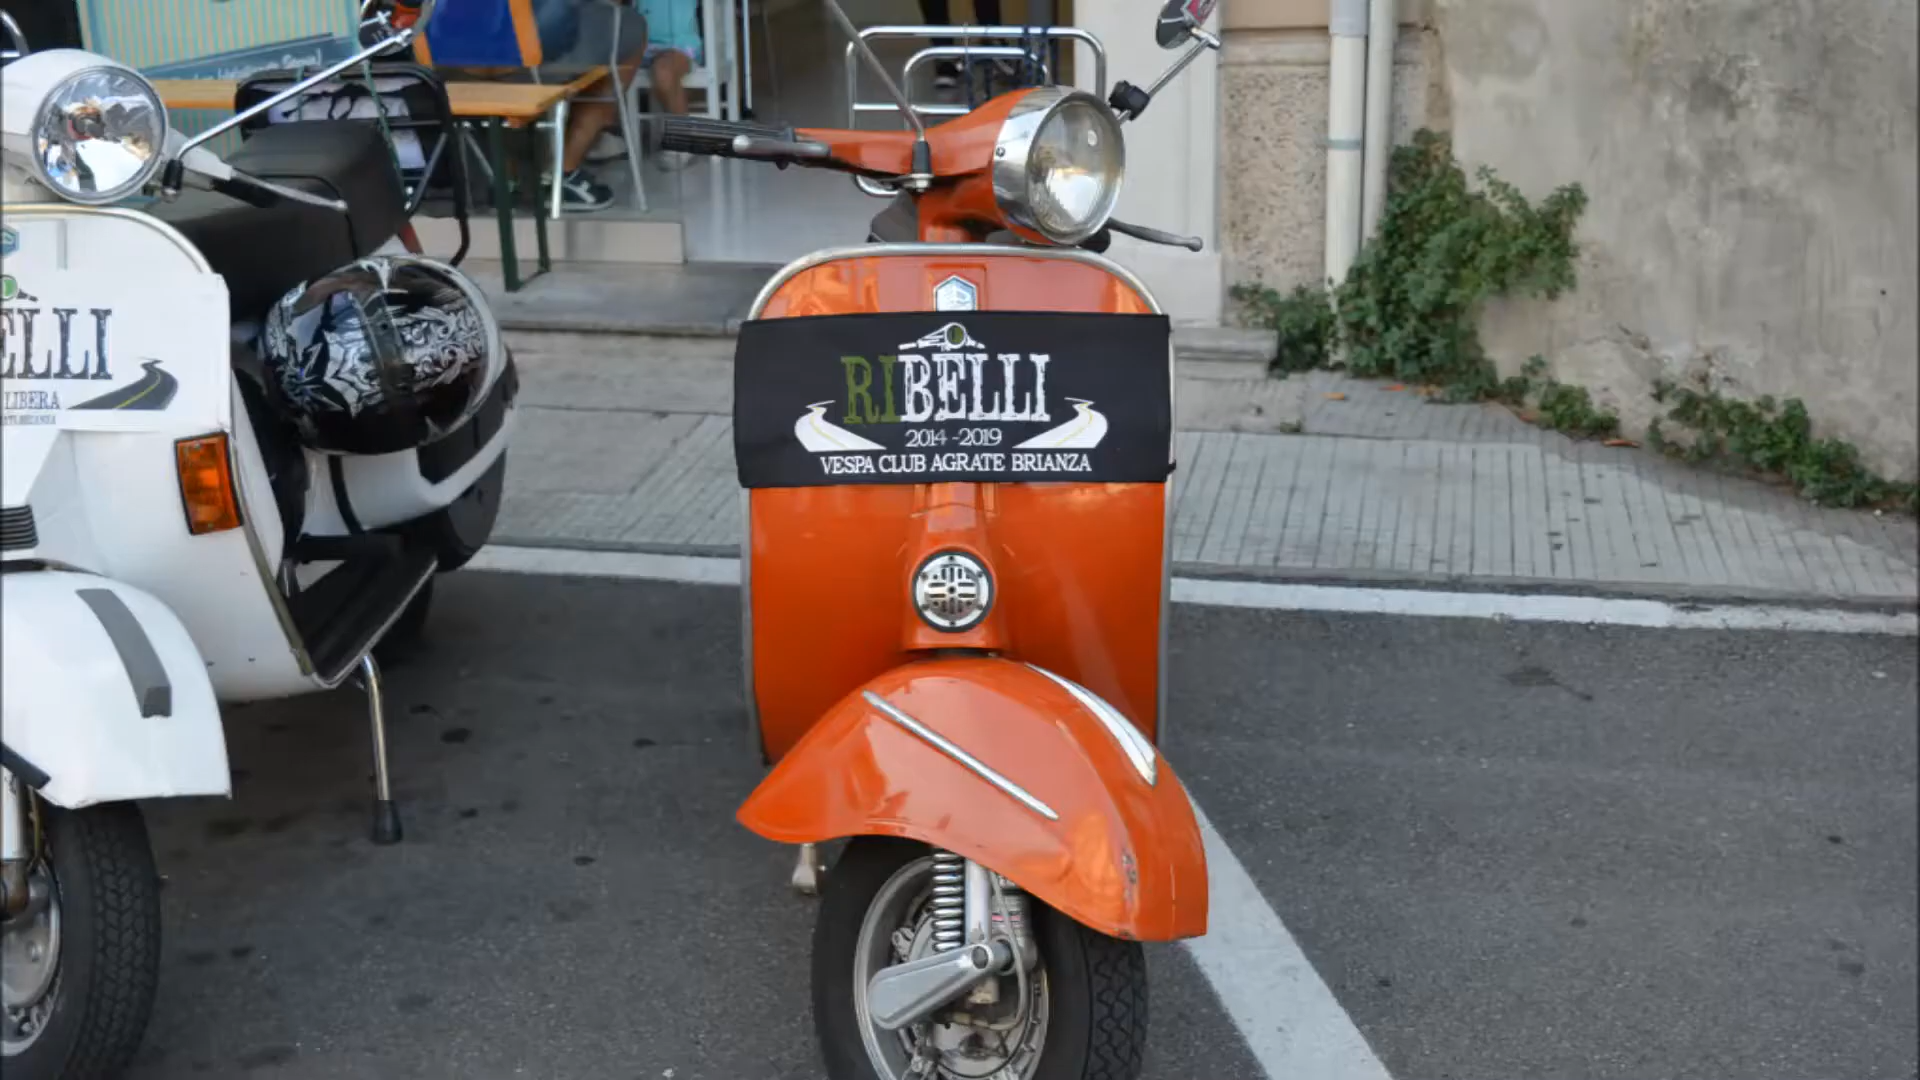 ELLI
LIBERA
RIBELLI
2014 - 2019
VESPA CLUB AGRATE BRIANZA